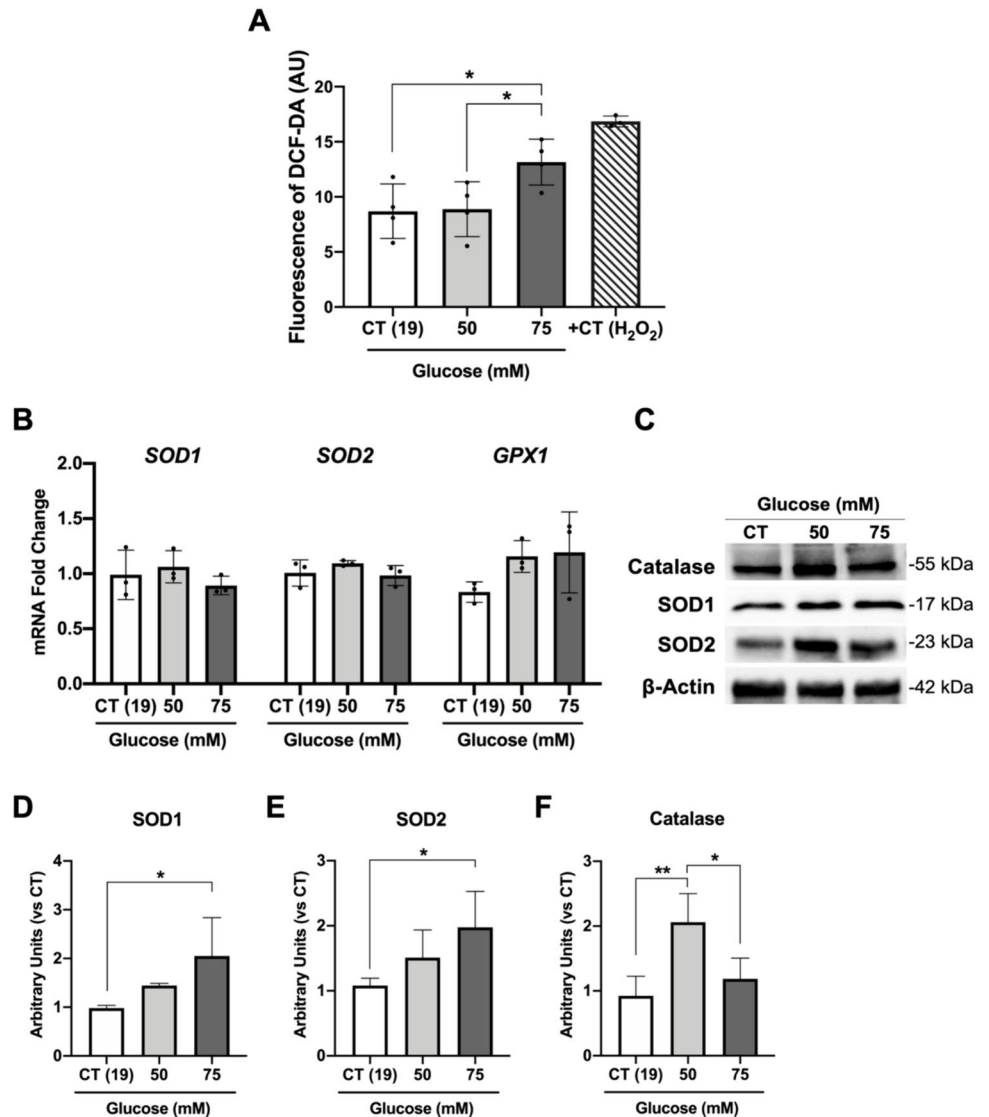 A
Fluorescence of DCF-DA (AU)
20
15
10
5
0
*
*
CT (19) 50 75 +CT (H₂O₂)
Glucose (mM)
B
mRNA Fold Change
2.0
1.5
1.0
0.5
0.0
SOD1 SOD2 GPX1
CT (19) 50 75 CT (19) 50 75 CT (19) 50 75
Glucose (mM) Glucose (mM) Glucose (mM)
C
Glucose (mM)
CT 50 75
Catalase -55 kDa
SOD1 -17 kDa
SOD2 -23 kDa
β-Actin -42 kDa
D
SOD1
Arbitrary Units (vs CT)
4
3
2
1
0
*
CT (19) 50 75
Glucose (mM)
E
SOD2
Arbitrary Units (vs CT)
3
2
1
0
*
CT (19) 50 75
Glucose (mM)
F
Catalase
Arbitrary Units (vs CT)
3
2
1
0
** *
CT (19) 50 75
Glucose (mM)